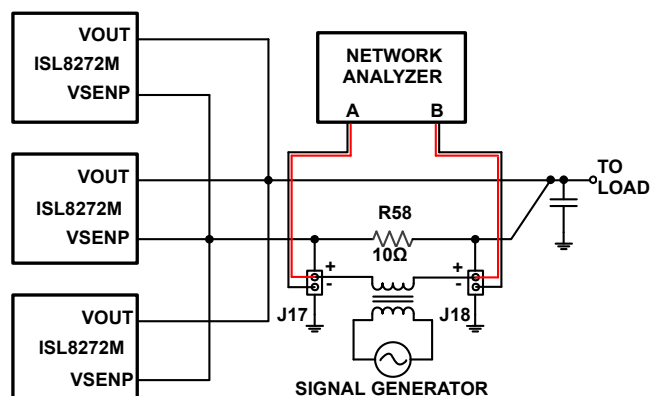 VOUT
ISL8272M
VSENP
VOUT
ISL8272M
VSENP
VOUT
ISL8272M
VSENP
NETWORK
ANALYZER
A B
TO
LOAD
R58
10Ω
+
-
+
-
J17
J18
SIGNAL GENERATOR